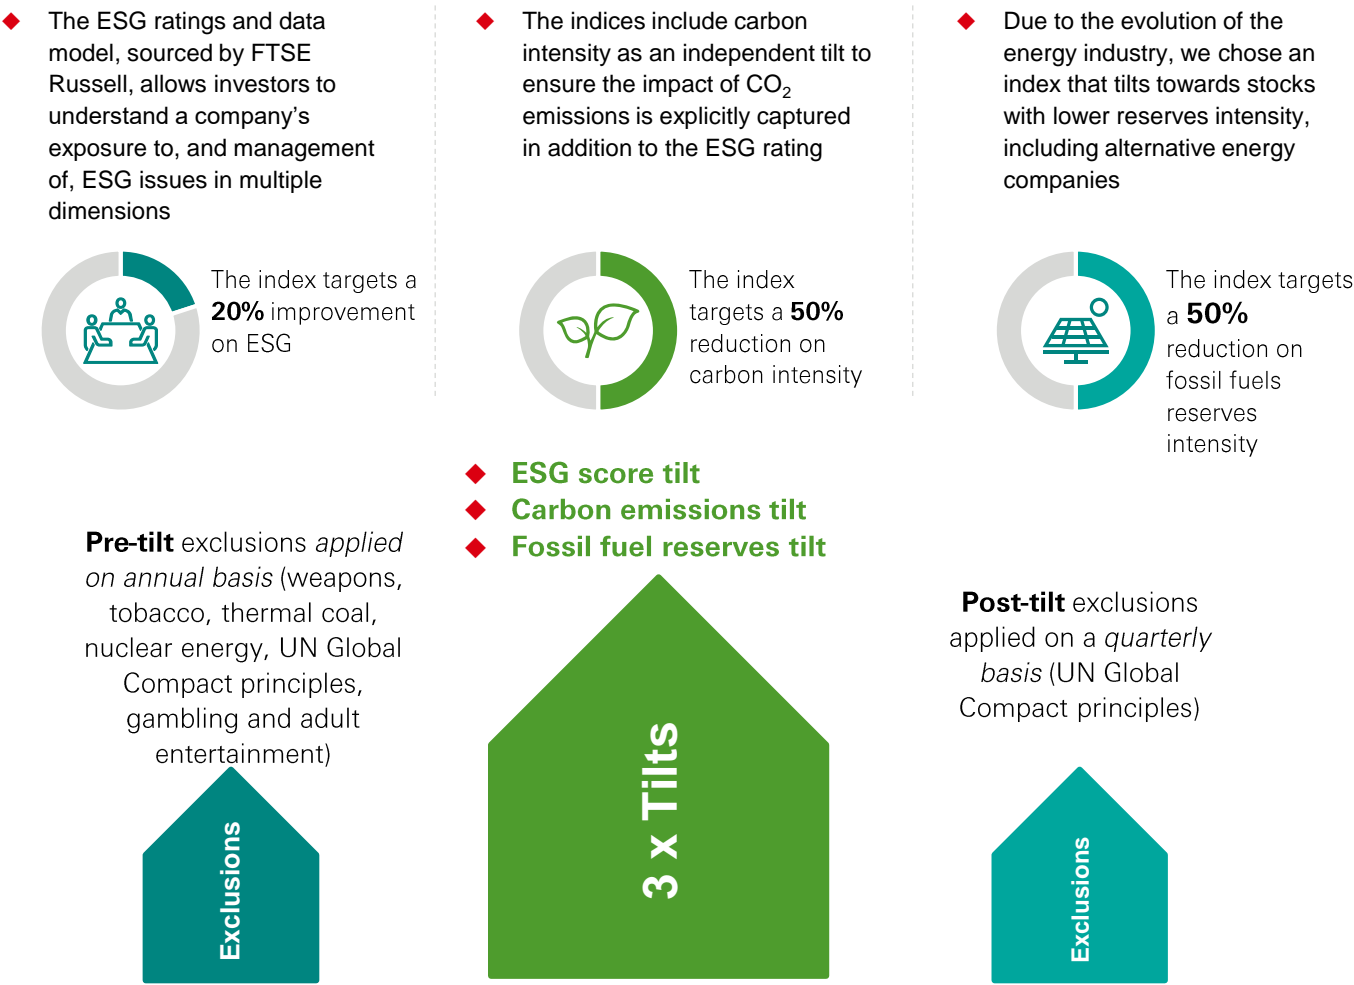 The ESG ratings and data
model, sourced by FTSE
Russell, allows investors to
understand a company's
exposure to, and management
of, ESG issues in multiple
dimensions
The indices include carbon
intensity as an independent tilt to
ensure the impact of CO₂
emissions is explicitly captured
in addition to the ESG rating
Due to the evolution of the
energy industry, we chose an
index that tilts towards stocks
with lower reserves intensity,
including alternative energy
companies
The index targets a
20% improvement
on ESG
The index
targets a 50%
reduction on
carbon intensity
The index targets
a 50%
reduction on
fossil fuels
reserves
intensity
ESG score tilt
Carbon emissions tilt
Fossil fuel reserves tilt
Pre-tilt exclusions applied
on annual basis (weapons,
tobacco, thermal coal,
nuclear energy, UN Global
Compact principles,
gambling and adult
entertainment)
Post-tilt exclusions
applied on a quarterly
basis (UN Global
Compact principles)
Exclusions
3 x Tilts
Exclusions